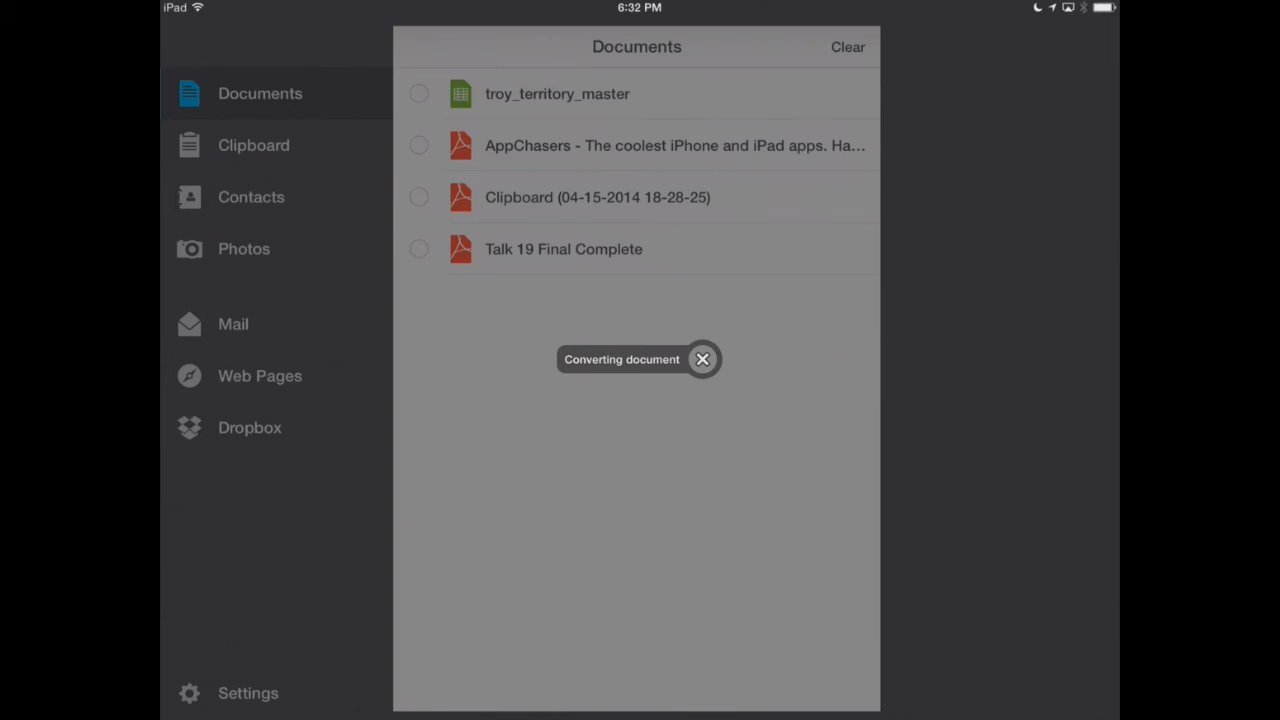 iPad
6:32 PM
Documents
Clear
Documents
Clipboard
Contacts
Photos
Mail
Web Pages
Dropbox
Settings
troy_territory_master
AppChasers - The coolest iPhone and iPad apps. Ha...
Clipboard (04-15-2014 18-28-25)
Talk 19 Final Complete
Converting document